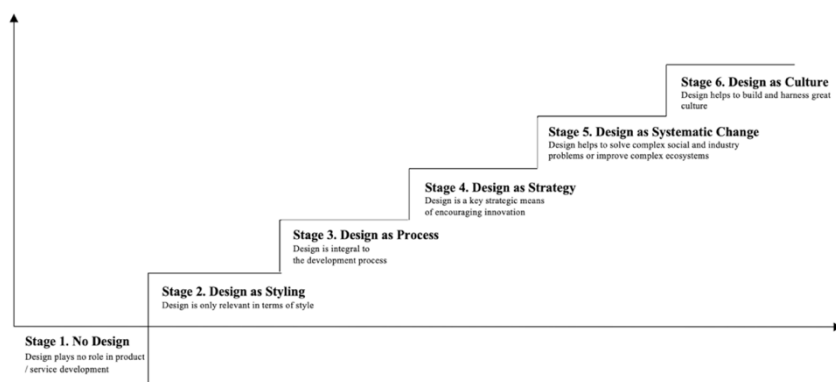 Stage 6. Design as Culture
Design helps to build and harness great
culture
Stage 5. Design as Systematic Change
Design helps to solve complex social and industry
problems or improve complex ecosystems
Stage 4. Design as Strategy
Design is a key strategic means
of encouraging innovation
Stage 3. Design as Process
Design is integral to
the development process
Stage 2. Design as Styling
Design is only relevant in terms of style
Stage 1. No Design
Design plays no role in product
/ service development